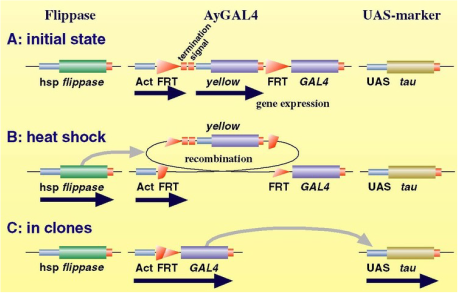 Flippase AyGAL4 UAS-marker
A: initial state
termination
signal
hsp flippase Act FRT yellow FRT GAL4 UAS tau
gene expression
B: heat shock
yellow
recombination
hsp flippase Act FRT FRT GAL4 UAS tau
C: in clones
hsp flippase Act FRT GAL4 UAS tau